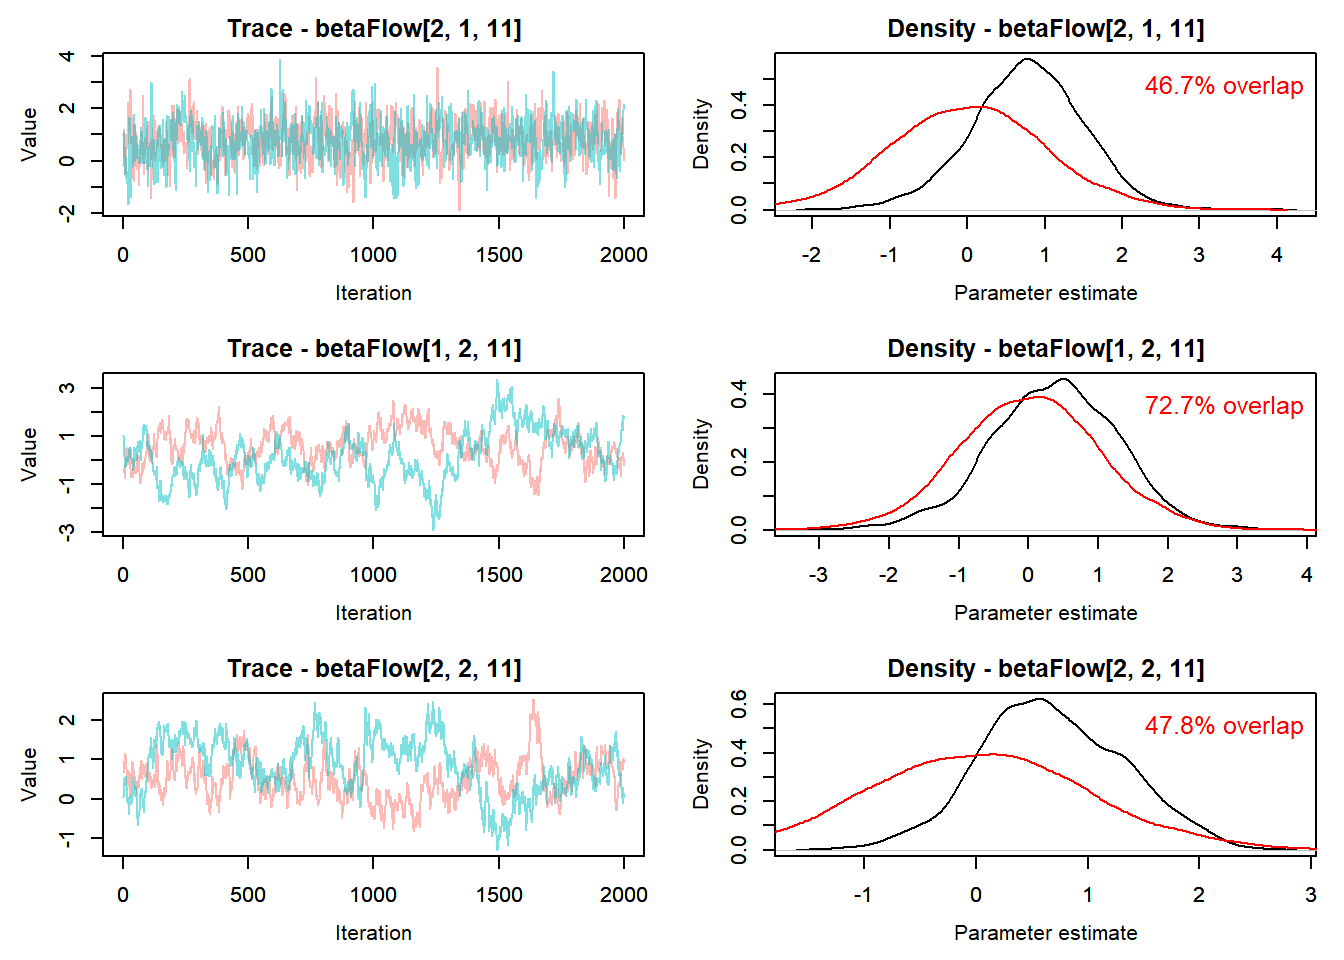 Trace - betaFlow[2, 1, 11]
Value
-2
0
2
4
0
500
1000
1500
2000
Iteration
Density - betaFlow[2, 1, 11]
46.7% overlap
Density
0.0
0.2
0.4
-2
-1
0
1
2
3
4
Parameter estimate
Trace - betaFlow[1, 2, 11]
Value
-3
-1
1
3
0
500
1000
1500
2000
Iteration
Density - betaFlow[1, 2, 11]
72.7% overlap
Density
0.0
0.2
0.4
-3
-2
-1
0
1
2
3
4
Parameter estimate
Trace - betaFlow[2, 2, 11]
Value
-1
0
1
2
0
500
1000
1500
2000
Iteration
Density - betaFlow[2, 2, 11]
47.8% overlap
Density
0.0
0.2
0.4
0.6
-1
0
1
2
3
Parameter estimate